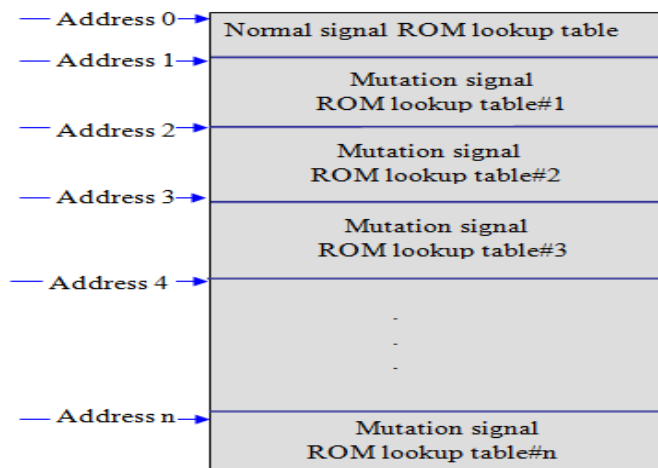 Address 0
Normal signal ROM lookup table
Address 1
Mutation signal
ROM lookup table#1
Address 2
Mutation signal
ROM lookup table#2
Address 3
Mutation signal
ROM lookup table#3
Address 4
.
.
.
Address n
Mutation signal
ROM lookup table#n